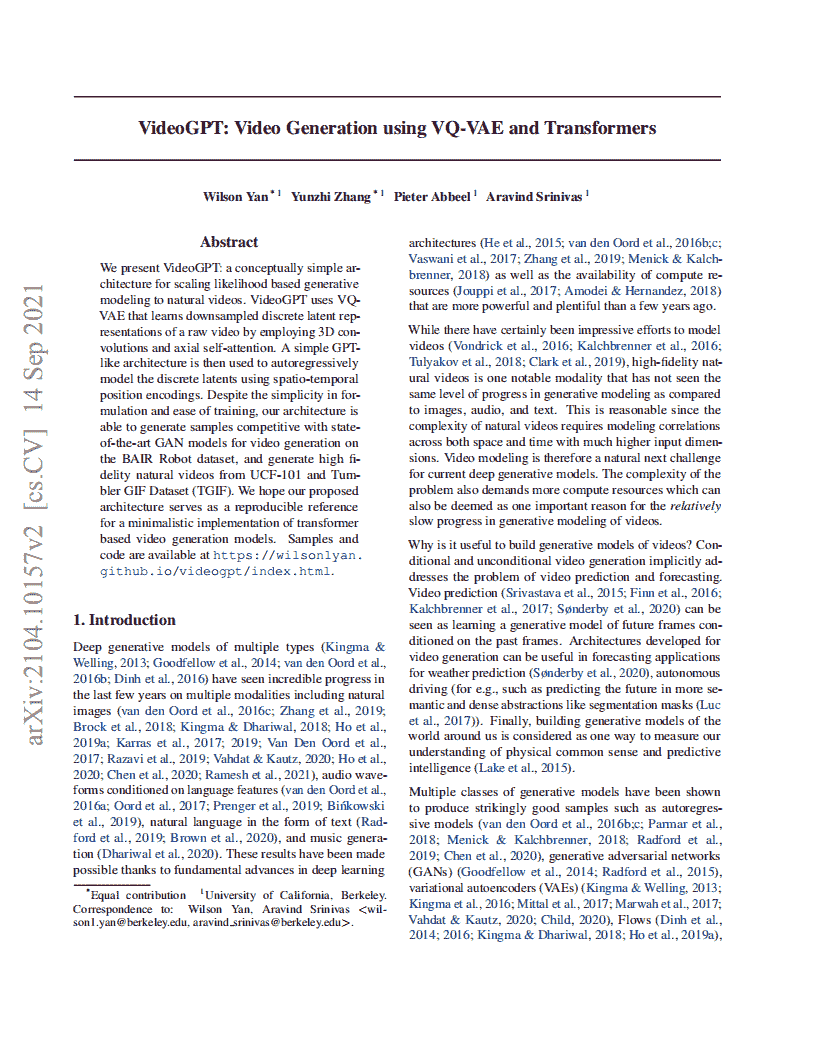 VideoGPT: Video Generation using VQ-VAE and Transformers
Wilson Yan * 1 Yunzhi Zhang * 1 Pieter Abbeel 1 Aravind Srinivas 1
Abstract
We present VideoGPT: a conceptually simple ar-
chitecture for scaling likelihood based generative
modeling to natural videos. VideoGPT uses VQ-
VAE that learns downsampled discrete latent rep-
resentations of a raw video by employing 3D con-
volutions and axial self-attention. A simple GPT-
like architecture is then used to autoregressively
model the discrete latents using spatio-temporal
position encodings. Despite the simplicity in for-
mulation and ease of training, our architecture is
able to generate samples competitive with state-
of-the-art GAN models for video generation on
the BAIR Robot dataset, and generate high fi-
delity natural videos from UCF-101 and Tum-
bler GIF Dataset (TGIF). We hope our proposed
architecture serves as a reproducible reference
for a minimalistic implementation of transformer
based video generation models. Samples and
code are available at https://wilson1yan.
github.io/videogpt/index.html.
1. Introduction
Deep generative models of multiple types (Kingma &
Welling, 2013; Goodfellow et al., 2014; van den Oord et al.,
2016b; Dinh et al., 2016) have seen incredible progress in
the last few years on multiple modalities including natural
images (van den Oord et al., 2016c; Zhang et al., 2019;
Brock et al., 2018; Kingma & Dhariwal, 2018; Ho et al.,
2019a; Karras et al., 2017; 2019; Van Den Oord et al.,
2017; Razavi et al., 2019; Vahdat & Kautz, 2020; Ho et al.,
2020; Chen et al., 2020; Ramesh et al., 2021), audio wave-
forms conditioned on language features (van den Oord et al.,
2016a; Oord et al., 2017; Prenger et al., 2019; Bińkowski
et al., 2019), natural language in the form of text (Rad-
ford et al., 2019; Brown et al., 2020), and music genera-
tion (Dhariwal et al., 2020). These results have been made
possible thanks to fundamental advances in deep learning
*Equal contribution 1University of California, Berkeley.
Correspondence to: Wilson Yan, Aravind Srinivas <wil-
son1.yan@berkeley.edu, aravind_srinivas@berkeley.edu>.
architectures (He et al., 2015; van den Oord et al., 2016b;c;
Vaswani et al., 2017; Zhang et al., 2019; Menick & Kalch-
brenner, 2018) as well as the availability of compute re-
sources (Jouppi et al., 2017; Amodei & Hernandez, 2018)
that are more powerful and plentiful than a few years ago.
While there have certainly been impressive efforts to model
videos (Vondrick et al., 2016; Kalchbrenner et al., 2016;
Tulyakov et al., 2018; Clark et al., 2019), high-fidelity nat-
ural videos is one notable modality that has not seen the
same level of progress in generative modeling as compared
to images, audio, and text. This is reasonable since the
complexity of natural videos requires modeling correlations
across both space and time with much higher input dimen-
sions. Video modeling is therefore a natural next challenge
for current deep generative models. The complexity of the
problem also demands more compute resources which can
also be deemed as one important reason for the relatively
slow progress in generative modeling of videos.
Why is it useful to build generative models of videos? Con-
ditional and unconditional video generation implicitly ad-
dresses the problem of video prediction and forecasting.
Video prediction (Srivastava et al., 2015; Finn et al., 2016;
Kalchbrenner et al., 2017; Sønderby et al., 2020) can be
seen as learning a generative model of future frames con-
ditioned on the past frames. Architectures developed for
video generation can be useful in forecasting applications
for weather prediction (Sønderby et al., 2020), autonomous
driving (for e.g., such as predicting the future in more se-
mantic and dense abstractions like segmentation masks (Luc
et al., 2017)). Finally, building generative models of the
world around us is considered as one way to measure our
understanding of physical common sense and predictive
intelligence (Lake et al., 2015).
Multiple classes of generative models have been shown
to produce strikingly good samples such as autoregres-
sive models (van den Oord et al., 2016b;c; Parmar et al.,
2018; Menick & Kalchbrenner, 2018; Radford et al.,
2019; Chen et al., 2020), generative adversarial networks
(GANs) (Goodfellow et al., 2014; Radford et al., 2015),
variational autoencoders (VAEs) (Kingma & Welling, 2013;
Kingma et al., 2016; Mittal et al., 2017; Marwah et al., 2017;
Vahdat & Kautz, 2020; Child, 2020), Flows (Dinh et al.,
2014; 2016; Kingma & Dhariwal, 2018; Ho et al., 2019a),
arXiv:2104.10157v2 [cs.CV] 14 Sep 2021